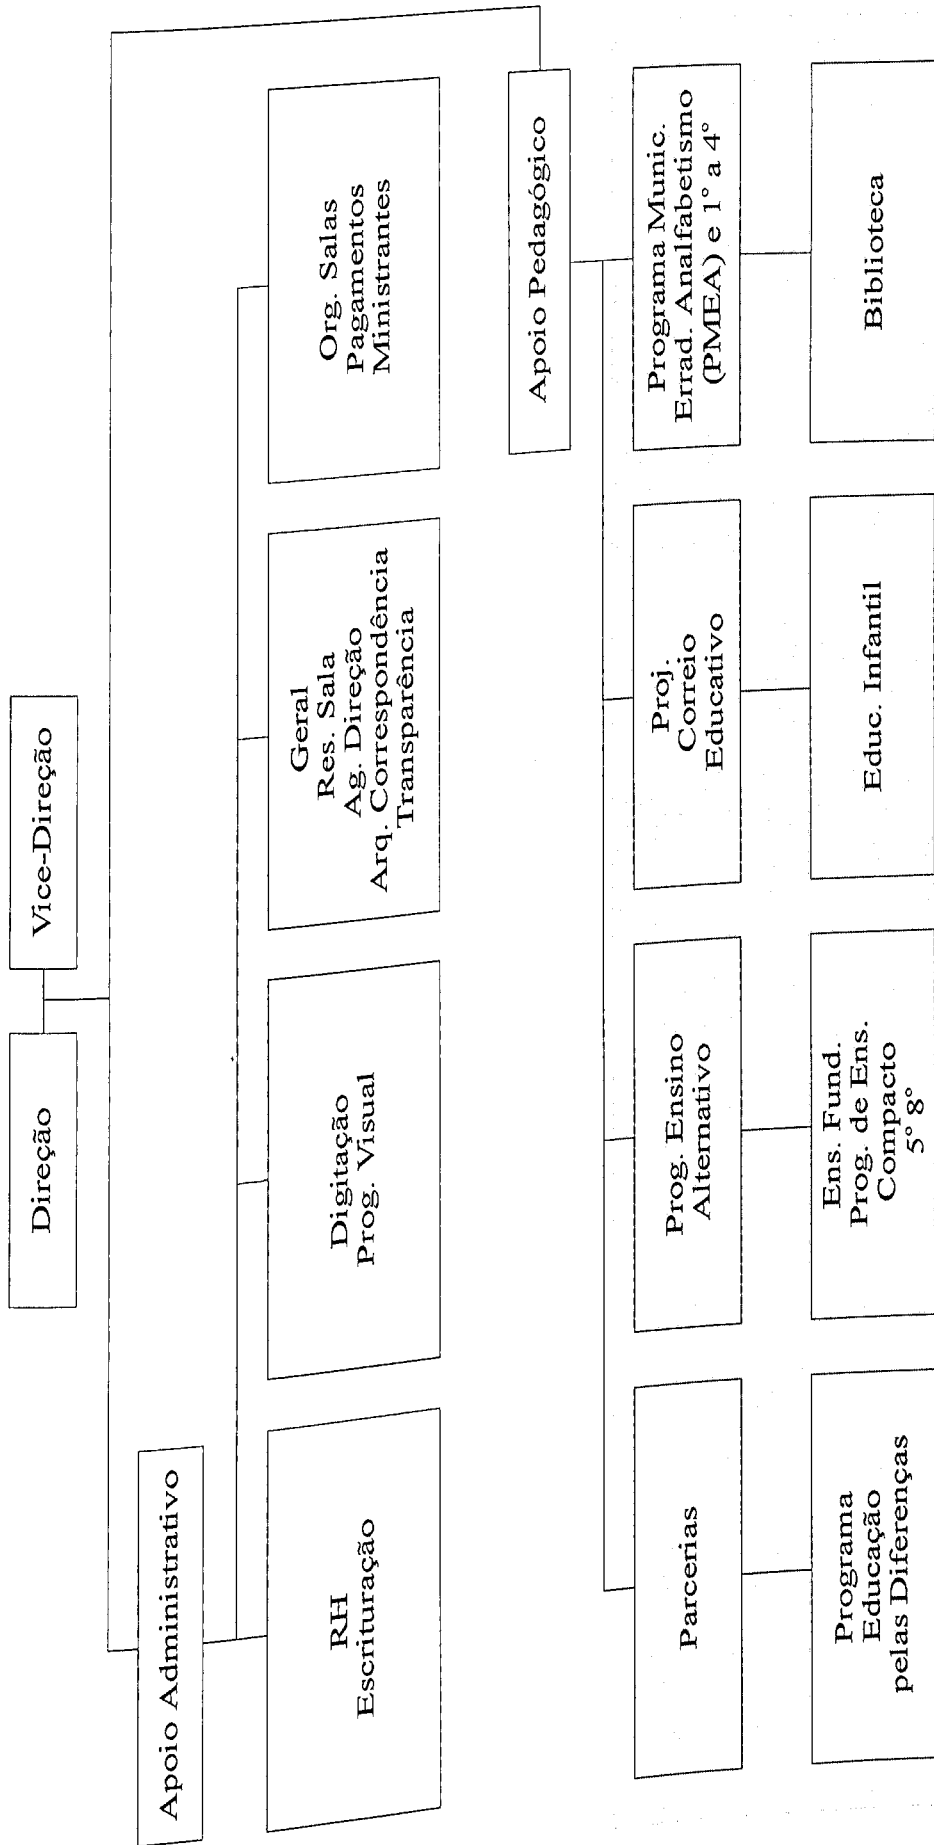 Direção
Vice-Direção
Apoio Administrativo
RH
Escrituração
Digitação
Prog. Visual
Geral
Res. Sala
Ag. Direção
Arq. Correspondência
Transparência
Org. Salas
Pagamentos
Ministrantes
Apoio Pedagógico
Parcerias
Prog. Ensino
Alternativo
Proj.
Correio
Educativo
Programa Munic.
Errad. Analfabetismo
(PMEA) e 1° a 4°
Programa
Educação
pelas Diferenças
Ens. Fund.
Prog. de Ens.
Compacto
5° 8°
Educ. Infantil
Biblioteca